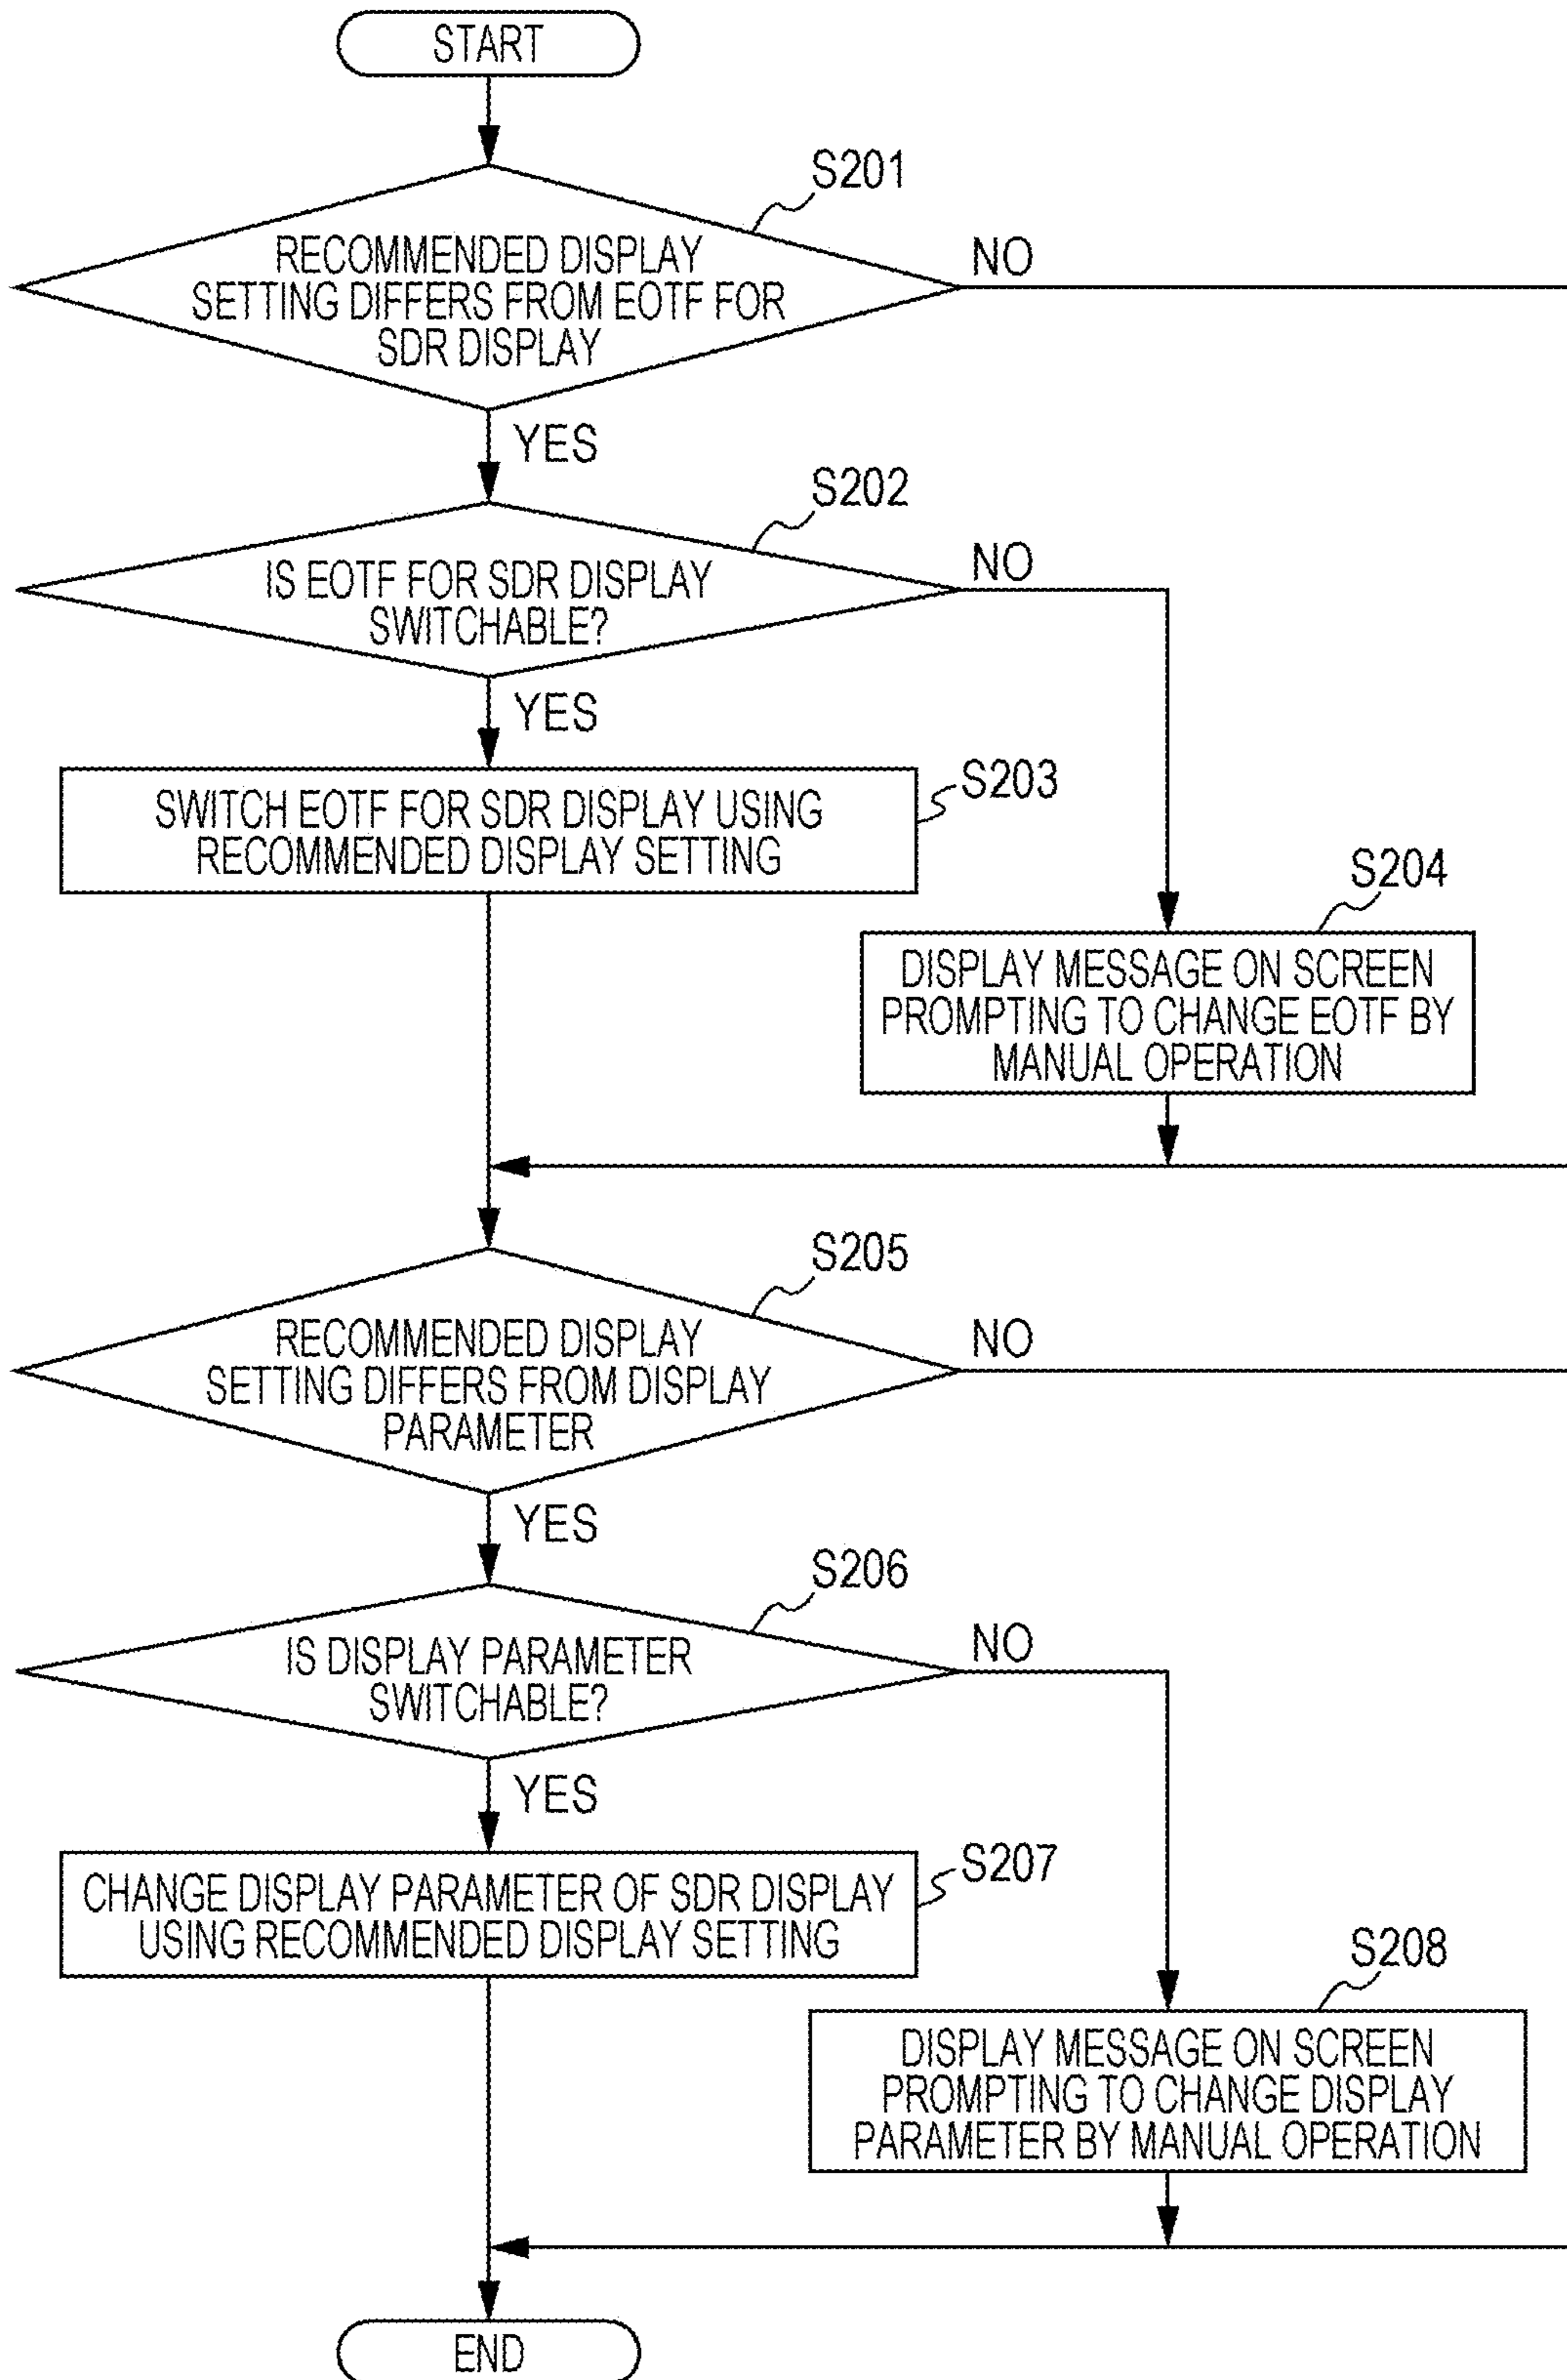 START
S201
RECOMMENDED DISPLAY
SETTING DIFFERS FROM EOTF FOR
SDR DISPLAY
NO
YES
S202
IS EOTF FOR SDR DISPLAY
SWITCHABLE?
NO
YES
S203
SWITCH EOTF FOR SDR DISPLAY USING
RECOMMENDED DISPLAY SETTING
S204
DISPLAY MESSAGE ON SCREEN
PROMPTING TO CHANGE EOTF BY
MANUAL OPERATION
S205
RECOMMENDED DISPLAY
SETTING DIFFERS FROM DISPLAY
PARAMETER
NO
YES
S206
IS DISPLAY PARAMETER
SWITCHABLE?
NO
YES
S207
CHANGE DISPLAY PARAMETER OF SDR DISPLAY
USING RECOMMENDED DISPLAY SETTING
S208
DISPLAY MESSAGE ON SCREEN
PROMPTING TO CHANGE DISPLAY
PARAMETER BY MANUAL OPERATION
END